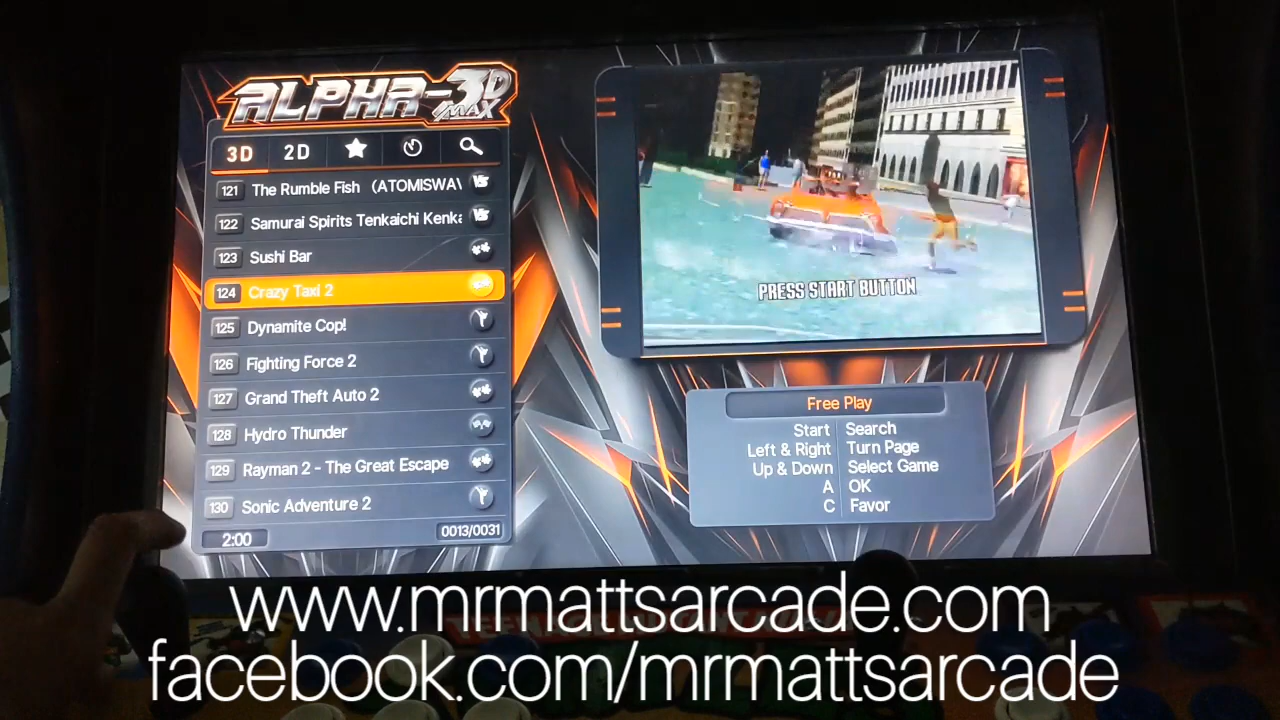 ALPHA-3D
MAX
3D 2D
121 The Rumble Fish (ATOMISWAV VS
122 Samurai Spirits Tenkaichi Kenka VS
123 Sushi Bar
124 Crazy Taxi 2
125 Dynamite Cop!
126 Fighting Force 2
127 Grand Theft Auto 2
128 Hydro Thunder
129 Rayman 2 - The Great Escape
130 Sonic Adventure 2
2:00 0013/0031
PRESS START BUTTON
Free Play
Start Search
Left & Right Turn Page
Up & Down Select Game
A OK
C Favor
www.mrmattsarcade.com
facebook.com/mrmattsarcade